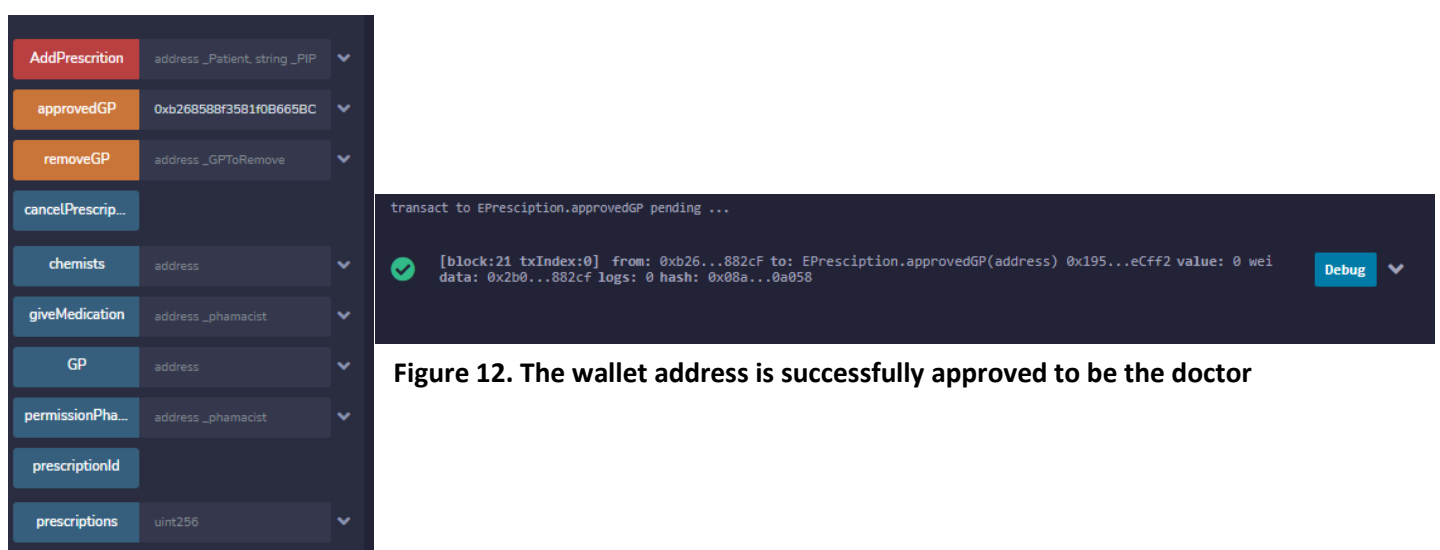 AddPrescrition address _Patient, string _PIP
approvedGP 0xb268588f3581f0B665BC
removeGP address _GPToRemove
cancelPrescrip...
chemists address
giveMedication address _phamacist
GP address
permissionPha... address _phamacist
prescriptionId
prescriptions uint256
transact to EPresciption.approvedGP pending ...
[block:21 txIndex:0] from: 0xb26...882cF to: EPresciption.approvedGP(address) 0x195...eCff2 value: 0 wei
data: 0x2b0...882cf logs: 0 hash: 0x08a...0a058
Debug
Figure 12. The wallet address is successfully approved to be the doctor